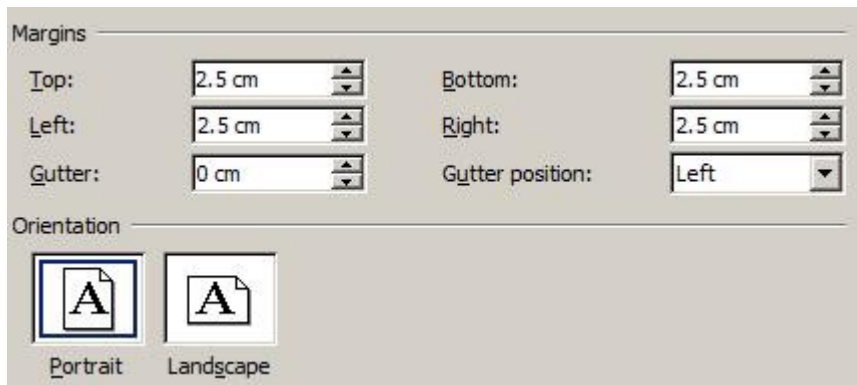 Margins
Top: 2.5 cm Bottom: 2.5 cm
Left: 2.5 cm Right: 2.5 cm
Gutter: 0 cm Gutter position: Left
Orientation
A A
Portrait Landscape